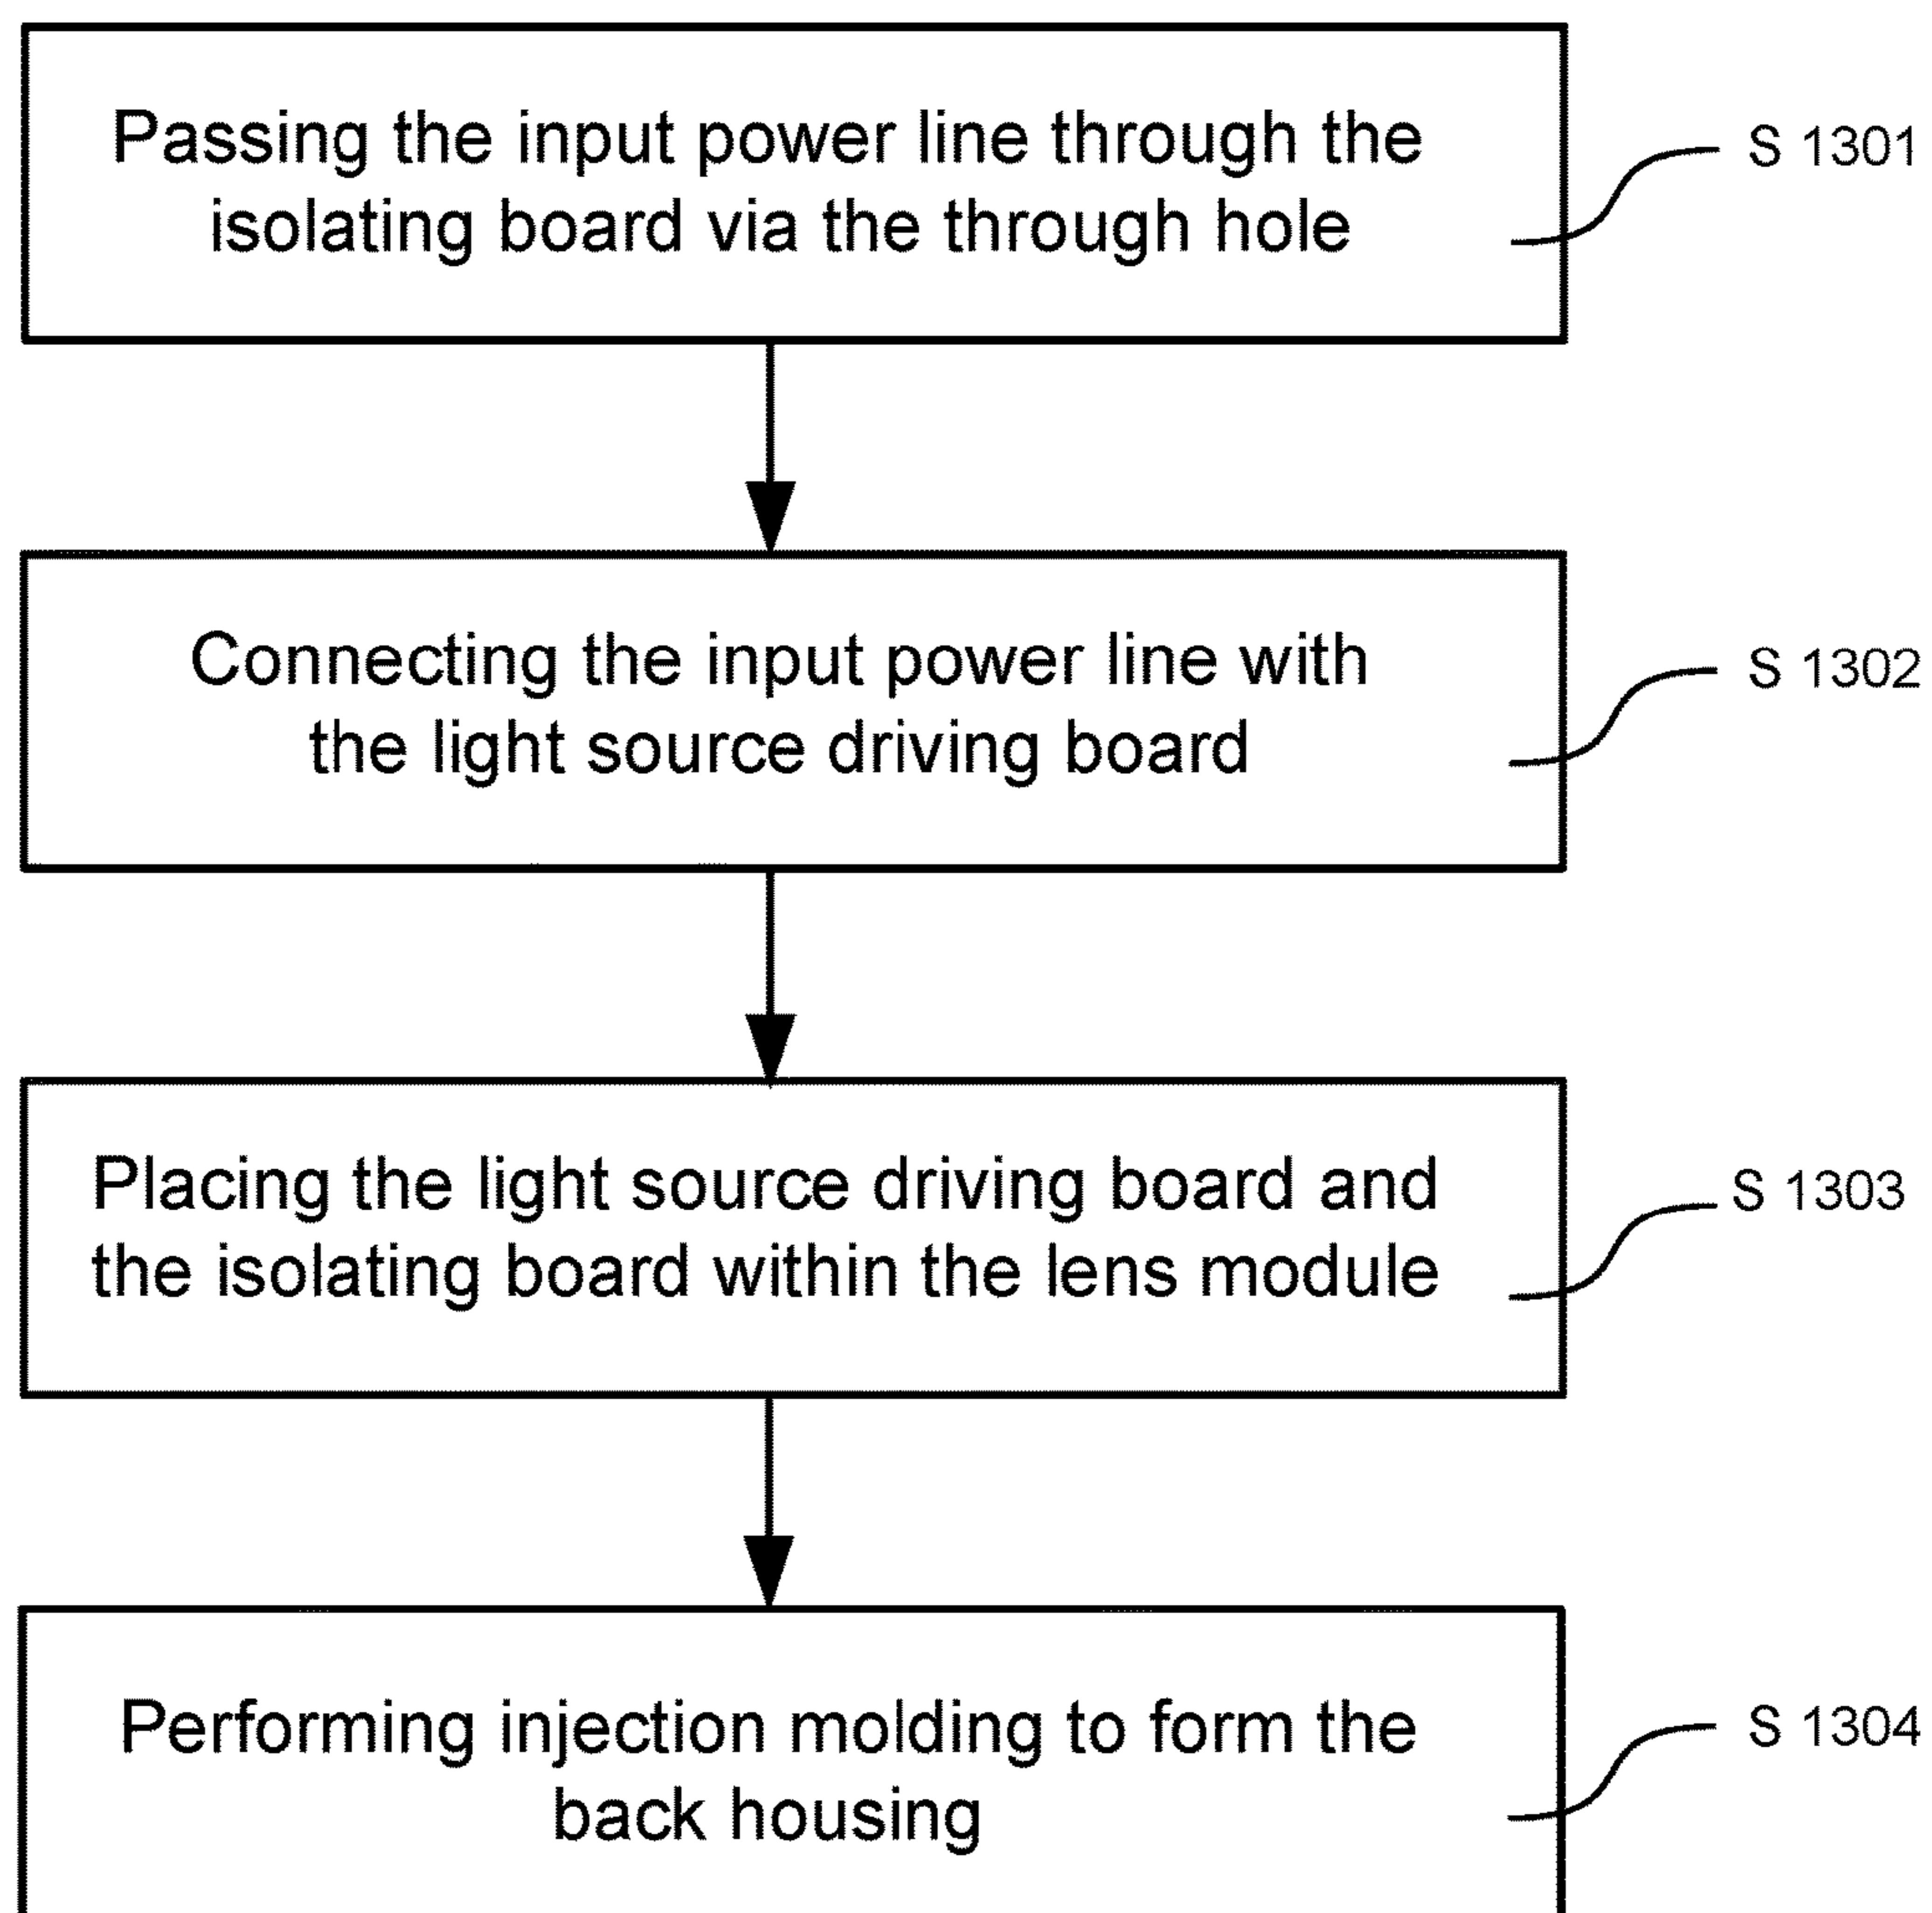 Passing the input power line through the
isolating board via the through hole
S 1301
Connecting the input power line with
the light source driving board
S 1302
Placing the light source driving board and
the isolating board within the lens module
S 1303
Performing injection molding to form the
back housing
S 1304